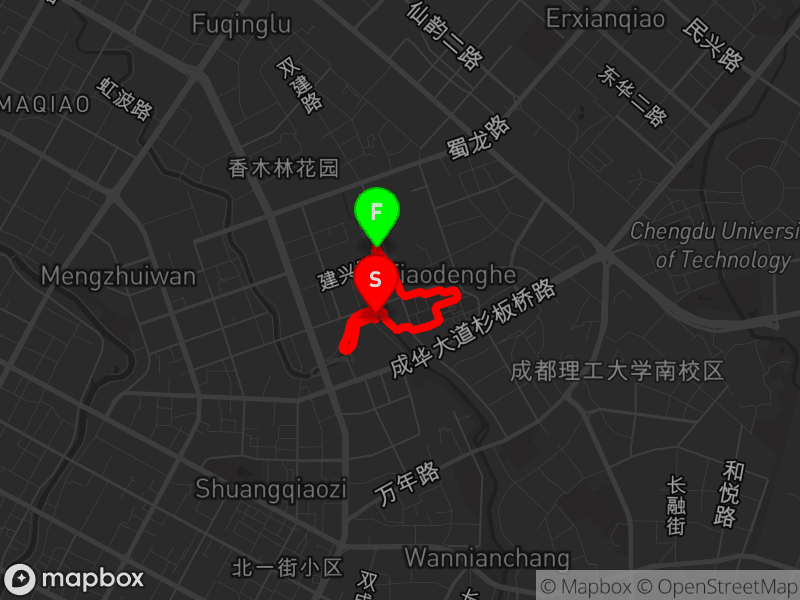 Fuqinglu
仙韵二路
Erxianqiao
民兴路
双建路
虹波路
MAQIAO
东华二路
蜀龙路
香木林花园
F
Chengdu Universi
of Technology
建兴
Mengzhuiwan
S
iaodenghe
成华大道杉板桥路
成都理工大学南校区
Shuangqiaozi
万年路
和悦路
长融街
北一街小区
Wannianchang
mapbox
© Mapbox © OpenStreetMap